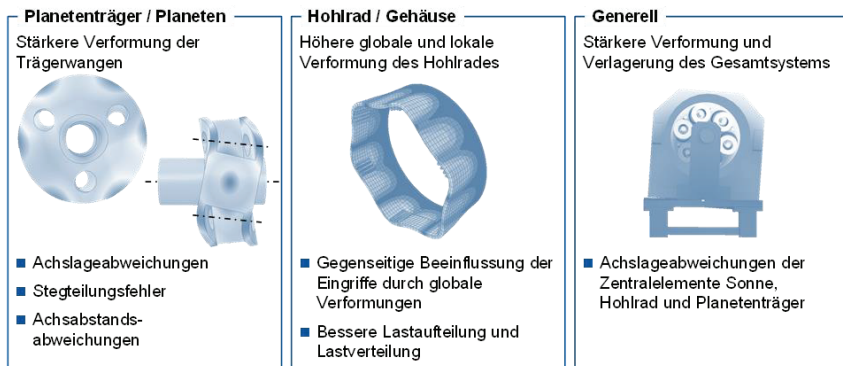 Planetenträger / Planeten
Stärkere Verformung der
Trägerwangen
Achslageabweichungen
Stegteilungsfehler
Achsabstands-
abweichungen
Hohlrad / Gehäuse
Höhere globale und lokale
Verformung des Hohlrades
Gegenseitige Beeinflussung der
Eingriffe durch globale
Verformungen
Bessere Lastaufteilung und
Lastverteilung
Generell
Stärkere Verformung und
Verlagerung des Gesamtsystems
Achslageabweichungen der
Zentralelemente Sonne,
Hohlrad und Planetenträger